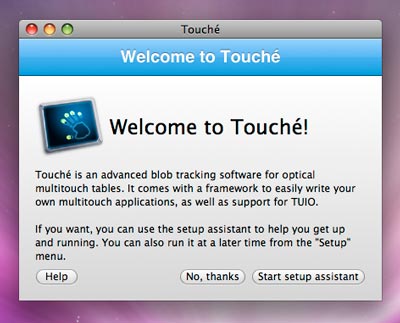 Touché
Welcome to Touché
Welcome to Touché!
Touché is an advanced blob tracking software for optical
multitouch tables. It comes with a framework to easily write your
own multitouch applications, as well as support for TUIO.
If you want, you can use the setup assistant to help you get up
and running. You can also run it at a later time from the "Setup"
menu.
Help
No, thanks
Start setup assistant